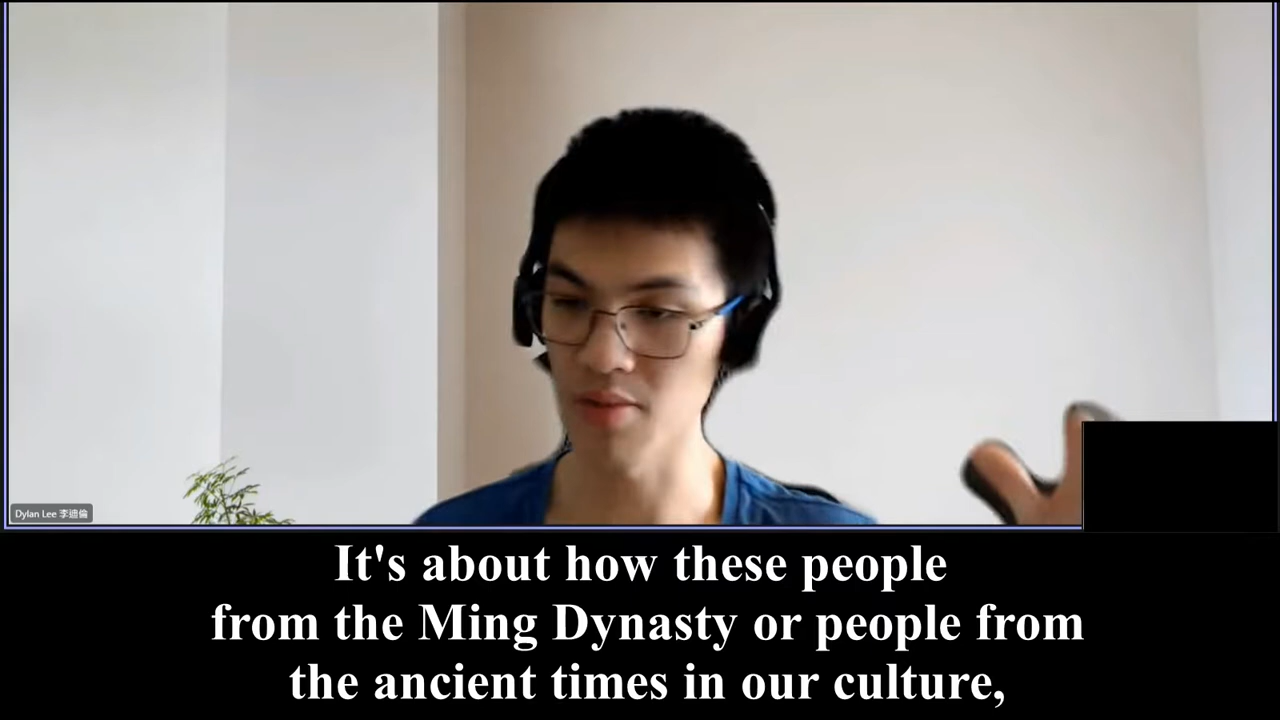 Dylan Lee 李迪倫
It's about how these people
from the Ming Dynasty or people from
the ancient times in our culture,